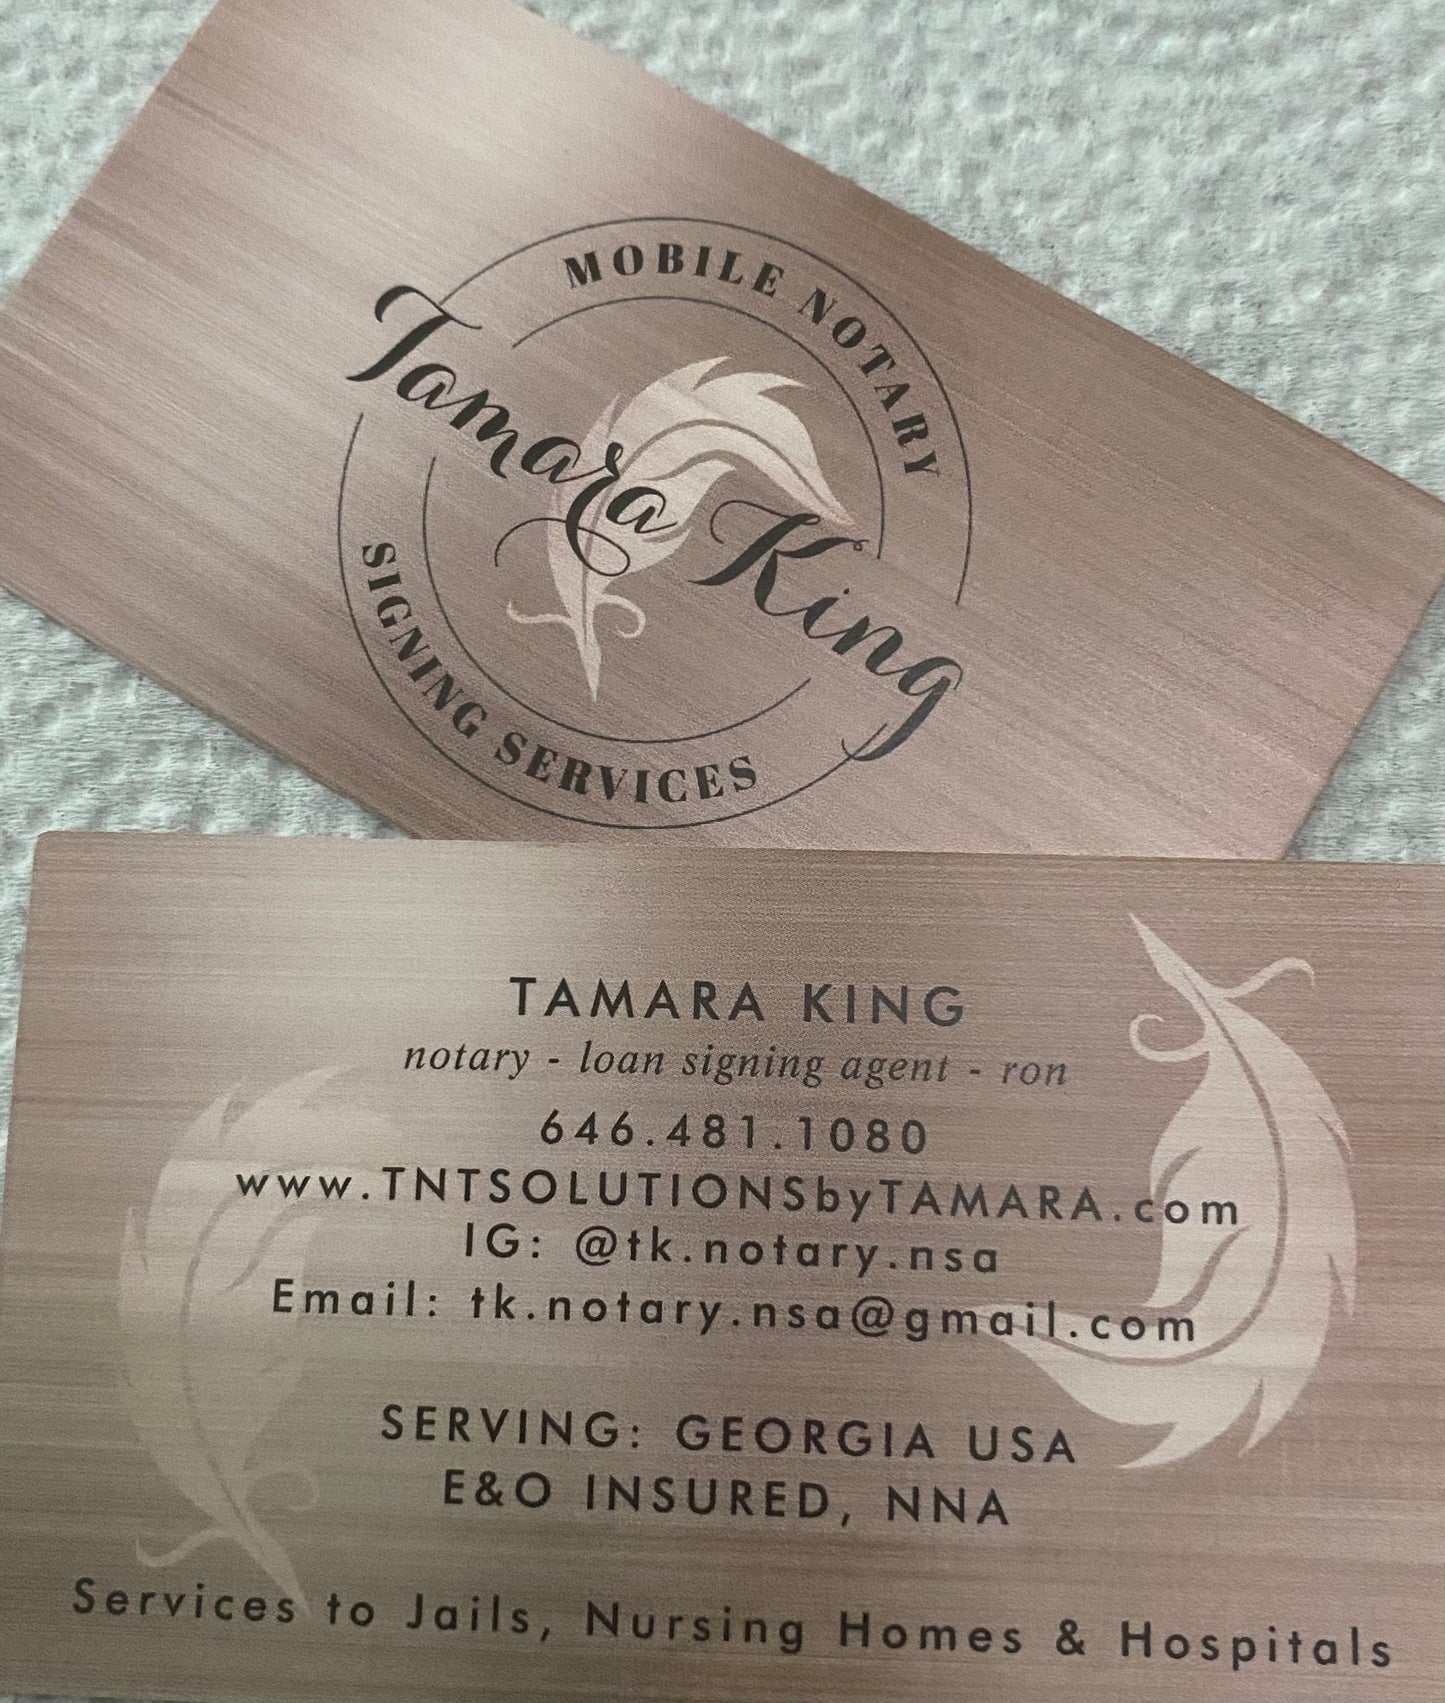 MOBILE NOTARY
Tamara King
SIGNING SERVICES
TAMARA KING
notary - loan signing agent - ron
646.481.1080
www.TNTSOLUTIONSbyTAMARA.com
IG: @tk.notary.nsa
Email: tk.notary.nsa@gmail.com
SERVING: GEORGIA USA
E&O INSURED, NNA
Services to Jails, Nursing Homes & Hospitals